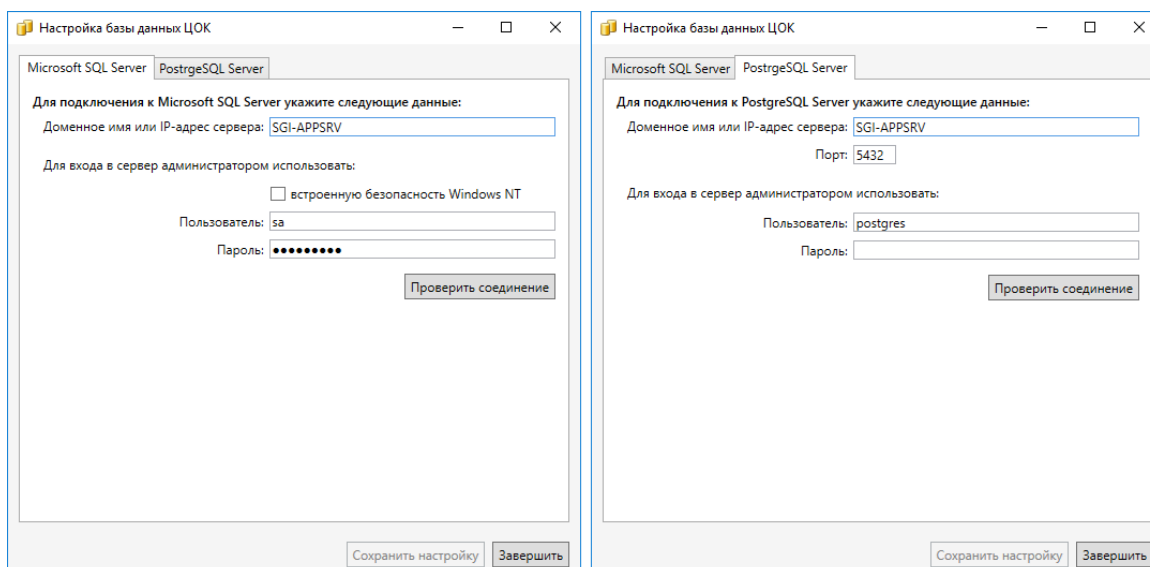 Настройка базы данных ЦОК
Microsoft SQL Server PostrgeSQL Server
Для подключения к Microsoft SQL Server укажите следующие данные:
Доменное имя или IP-адрес сервера: SGI-APPSRV
Для входа в сервер администратором использовать:
встроенную безопасность Windows NT
Пользователь: sa
Пароль: ●●●●●●●●●
Проверить соединение
Сохранить настройку Завершить
Настройка базы данных ЦОК
Microsoft SQL Server PostrgeSQL Server
Для подключения к PostgreSQL Server укажите следующие данные:
Доменное имя или IP-адрес сервера: SGI-APPSRV
Порт: 5432
Для входа в сервер администратором использовать:
Пользователь: postgres
Пароль:
Проверить соединение
Сохранить настройку Завершить